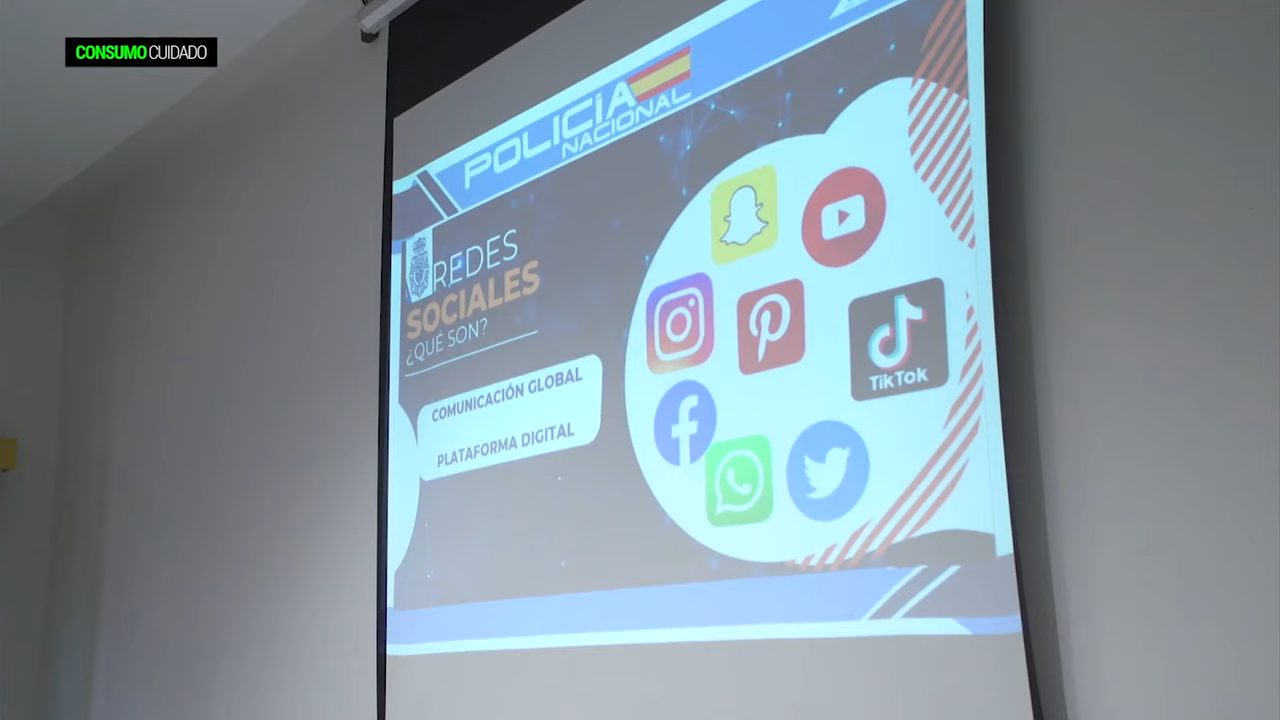 CONSUMO CUIDADO
POLICÍA
NACIONAL
REDES
SOCIALES
¿QUÉ SON?
COMUNICACIÓN GLOBAL
PLATAFORMA DIGITAL
TikTok